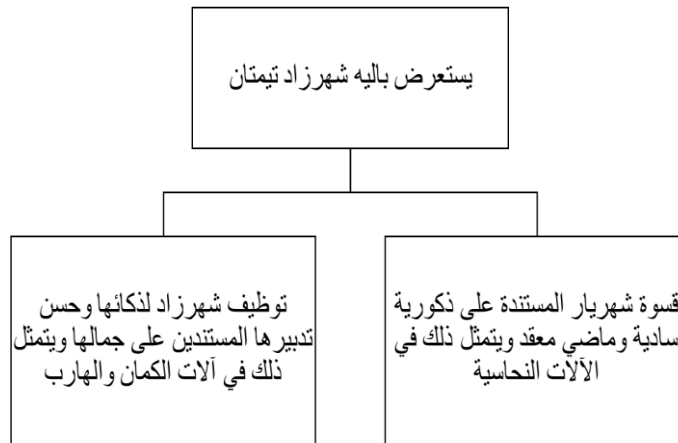 يستعرض باليه شهرزاد تيمتان
قسوة شهريار المستندة على ذكورية
سادية وماضي معقد ويتمثل ذلك في
الآلات النحاسية
توظيف شهرزاد لذكائها وحسن
تدبيرها المستندين على جمالها ويتمثل
ذلك في آلات الكمان والهارب